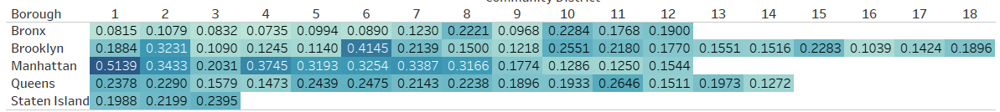 Community District
Borough 1 2 3 4 5 6 7 8 9 10 11 12 13 14 15 16 17 18
Bronx 0.0815 0.1079 0.0832 0.0735 0.0994 0.0890 0.1230 0.2221 0.0968 0.2284 0.1768 0.1900
Brooklyn 0.1884 0.3231 0.1090 0.1245 0.1140 0.4145 0.2139 0.1500 0.1218 0.2551 0.2180 0.1770 0.1551 0.1516 0.2283 0.1039 0.1424 0.1896
Manhattan 0.5139 0.3433 0.2031 0.3745 0.3193 0.3254 0.3387 0.3166 0.1774 0.1286 0.1250 0.1544
Queens 0.2378 0.2290 0.1579 0.1473 0.2439 0.2475 0.2143 0.2238 0.1896 0.1933 0.2646 0.1511 0.1973 0.1272
Staten Island 0.1988 0.2199 0.2395